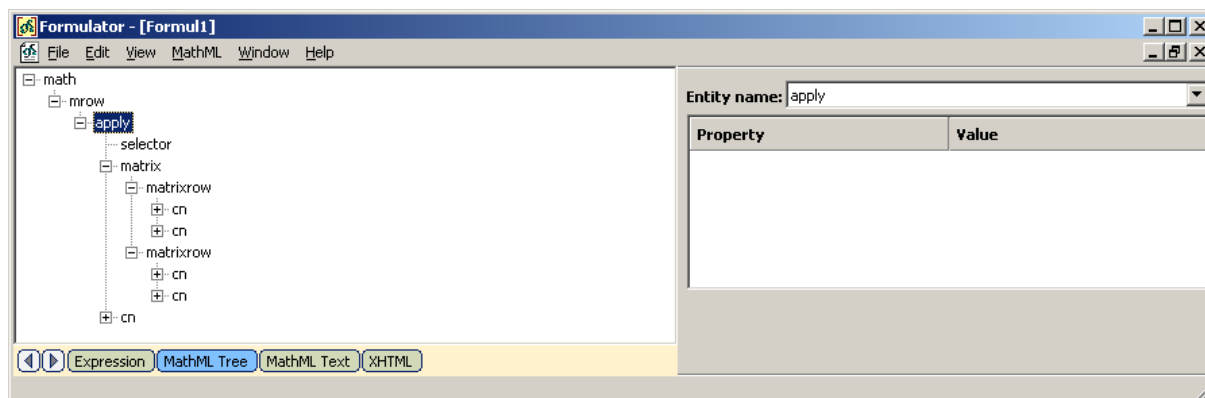 Formulator - [Formul1]
File Edit View MathML Window Help
math
mrow
apply
selector
matrix
matrixrow
cn
cn
matrixrow
cn
cn
cn
Expression MathML Tree MathML Text XHTML
Entity name: apply
Property Value